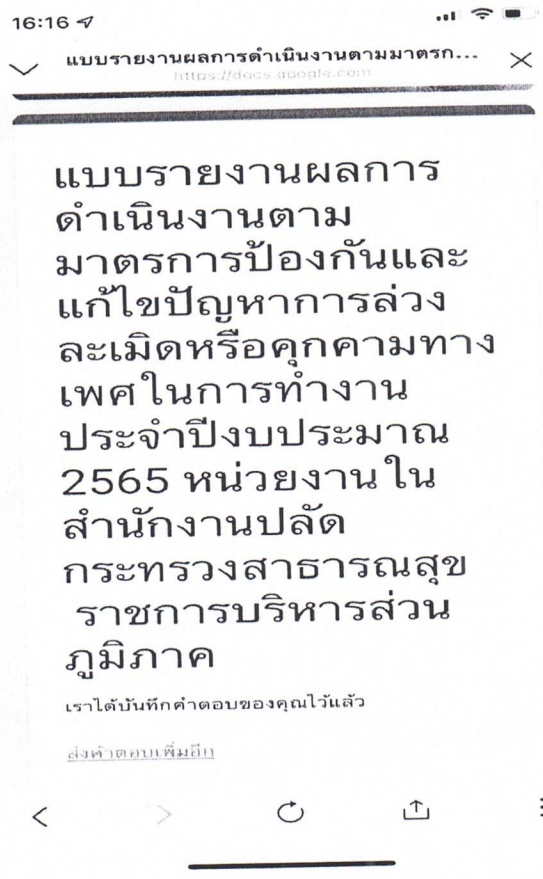 16:16
แบบรายงานผลการดำเนินงานตามมาตรก...
https://docs.google.com
แบบรายงานผลการ
ดำเนินงานตาม
มาตรการป้องกันและ
แก้ไขปัญหาการล่วง
ละเมิดหรือคุกคามทาง
เพศในการทำงาน
ประจำปีงบประมาณ
2565 หน่วยงานใน
สำนักงานปลัด
กระทรวงสาธารณสุข
ราชการบริหารส่วน
ภูมิภาค
เราได้บันทึกคำตอบของคุณไว้แล้ว
ส่งคำตอบเพิ่มอีก